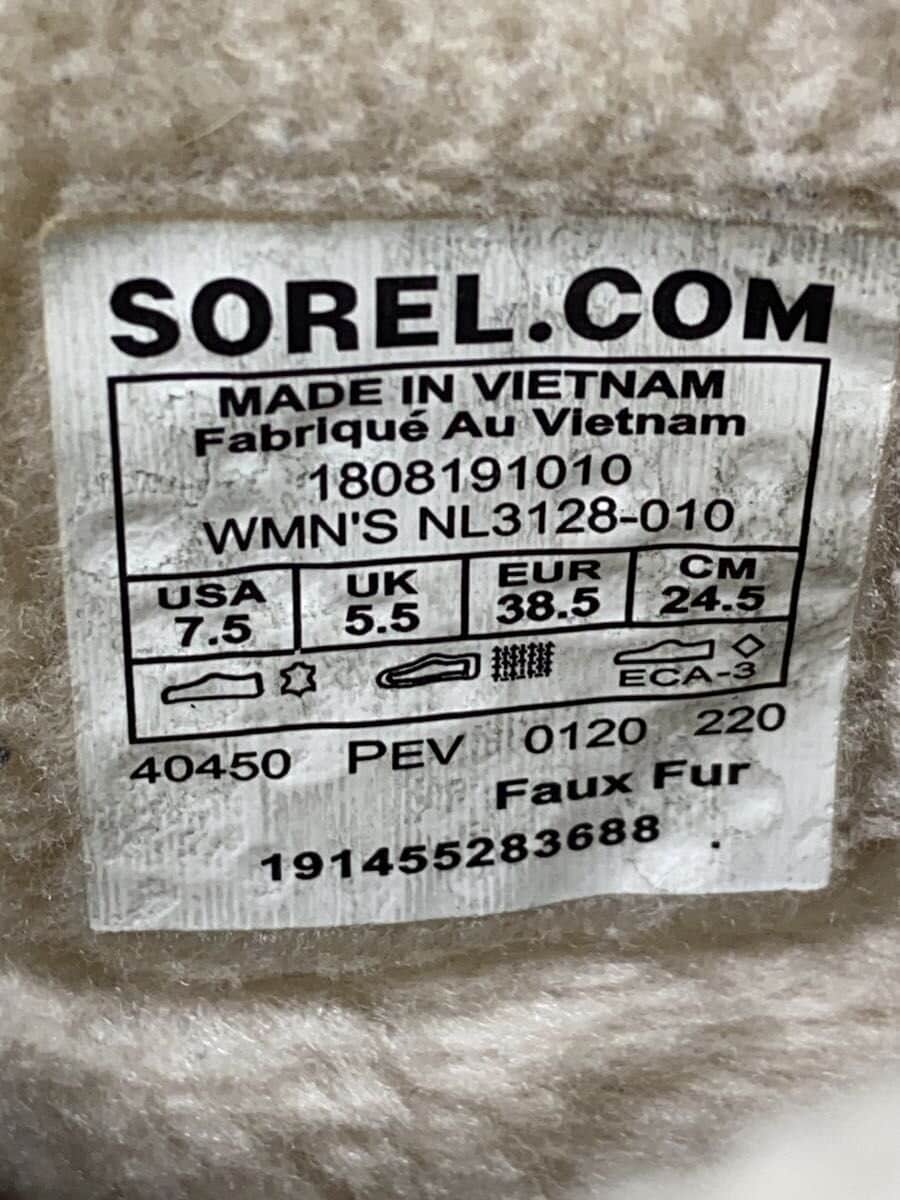 SOREL.COM
MADE IN VIETNAM
Fabriqué Au Vietnam
1808191010
WMN'S NL3128-010
USA UK EUR CM
7.5 5.5 38.5 24.5
ECA-3
40450 PEV 0120 220
Faux Fur
191455283688